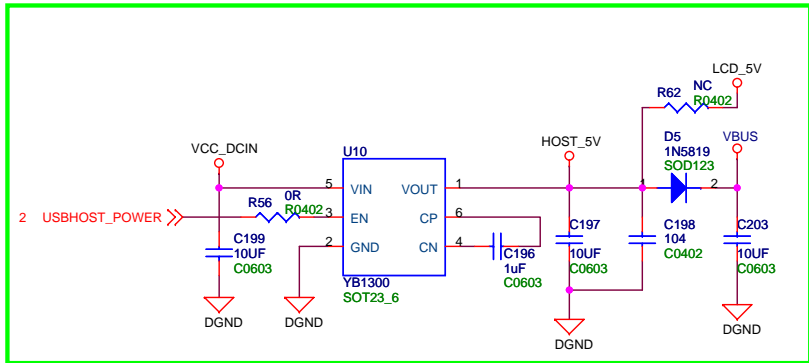 LCD_5V
R62
NC
R0402
VCC_DCIN
U10
HOST_5V
D5
1N5819
SOD123
VBUS
5
VIN
VOUT
1
1
2
2
USBHOST_POWER
R56
0R
R0402
3
EN
CP
6
2
GND
CN
4
C199
10UF
C0603
C196
1uF
C0603
C197
10UF
C0603
C198
104
C0402
C203
10UF
C0603
YB1300
SOT23_6
DGND
DGND
DGND
DGND